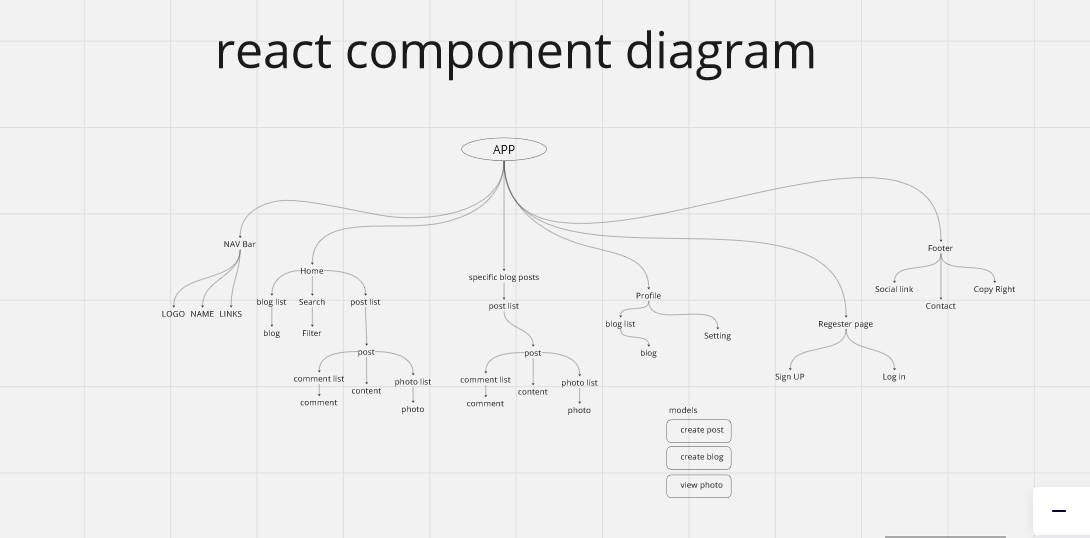 react component diagram
APP
NAV Bar
LOGO NAME LINKS
Home
blog list
Search
post list
blog
Filter
post
comment list
content
photo list
comment
photo
specific blog posts
post list
post
comment list
content
photo list
comment
photo
Profile
blog list
Setting
blog
Regester page
Sign UP
Log in
Footer
Social link
Contact
Copy Right
models
create post
create blog
view photo